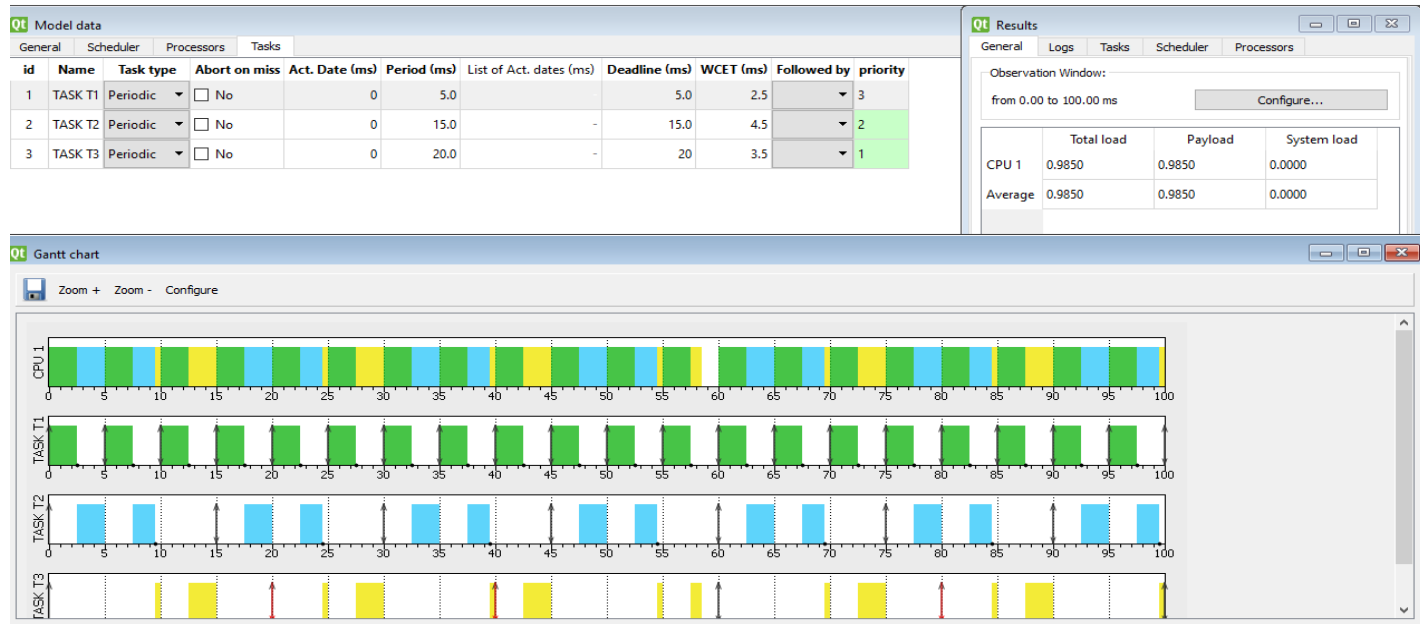 Qt Model data
General Scheduler Processors Tasks
id Name Task type Abort on miss Act. Date (ms) Period (ms) List of Act. dates (ms) Deadline (ms) WCET (ms) Followed by priority
1 TASK T1 Periodic No 0 5.0 - 5.0 2.5 3
2 TASK T2 Periodic No 0 15.0 - 15.0 4.5 2
3 TASK T3 Periodic No 0 20.0 - 20 3.5 1
Qt Results
General Logs Tasks Scheduler Processors
Observation Window:
from 0.00 to 100.00 ms Configure...
Total load Payload System load
CPU 1 0.9850 0.9850 0.0000
Average 0.9850 0.9850 0.0000
Qt Gantt chart
Zoom + Zoom - Configure
CPU 1
0 5 10 15 20 25 30 35 40 45 50 55 60 65 70 75 80 85 90 95 100
TASK T1
0 5 10 15 20 25 30 35 40 45 50 55 60 65 70 75 80 85 90 95 100
TASK T2
0 5 10 15 20 25 30 35 40 45 50 55 60 65 70 75 80 85 90 95 100
TASK T3